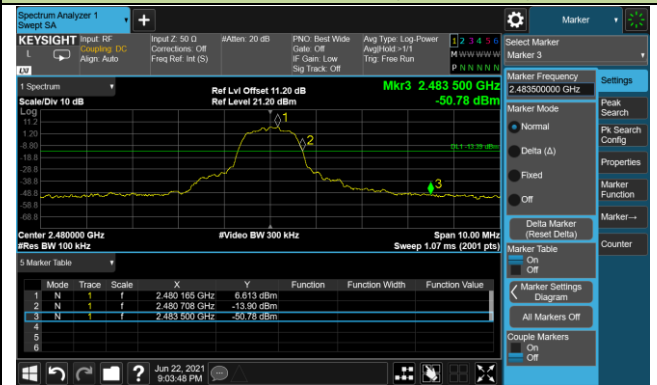 Spectrum Analyzer 1
Swept SA
+
Marker
KEYSIGHT
L
LXI
Input: RF
Coupling: DC
Align: Auto
Input Z: 50 Ω
Corrections: Off
Freq Ref: Int (S)
#Atten: 20 dB
PNO: Best Wide
Gate: Off
IF Gain: Low
Sig Track: Off
Avg Type: Log-Power
Avg|Hold:>1/1
Trig: Free Run
1 2 3 4 5 6
M W W W W W
P N N N N N
Select Marker
Marker 3
1 Spectrum
Scale/Div 10 dB
Log
Ref Lvl Offset 11.20 dB
Ref Level 21.20 dBm
Mkr3 2.483 500 GHz
-50.78 dBm
11.2
1.20
-8.80
-18.8
-28.8
-38.8
-48.8
-58.8
-68.8
1
2
3
DL1 -13.39 dBm
Center 2.480000 GHz
#Res BW 100 kHz
#Video BW 300 kHz
Span 10.00 MHz
Sweep 1.07 ms (2001 pts)
Marker Frequency
2.483500000 GHz
Marker Mode
Normal
Delta (Δ)
Fixed
Off
Delta Marker
(Reset Delta)
Marker Table
On
Off
Marker Settings
Diagram
All Markers Off
Couple Markers
On
Off
Settings
Peak
Search
Pk Search
Config
Properties
Marker
Function
Marker→
Counter
5 Marker Table
Mode Trace Scale X Y Function Function Width Function Value
1 N 1 f 2.480 165 GHz 6.613 dBm
2 N 1 f 2.480 708 GHz -13.90 dBm
3 N 1 f 2.483 500 GHz -50.78 dBm
4
5
6
?
Jun 22, 2021
9:03:48 PM